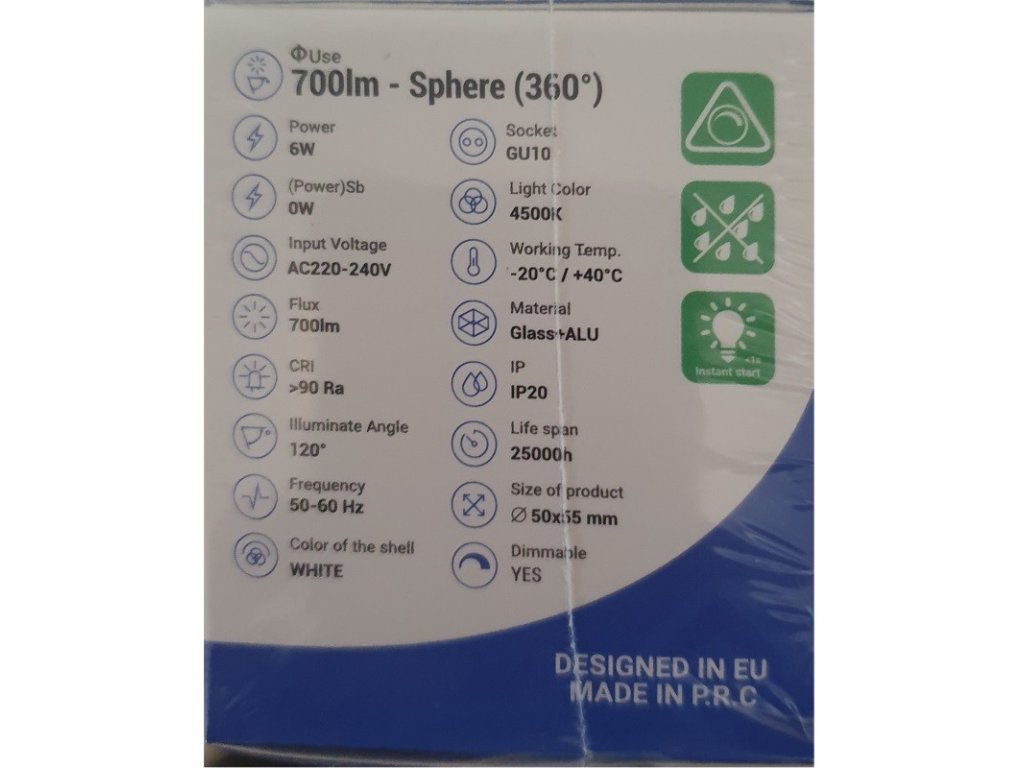 ΦUse
700lm - Sphere (360°)
Power
6W
(Power)Sb
0W
Input Voltage
AC220-240V
Flux
700lm
CRI
>90 Ra
Illuminate Angle
120°
Frequency
50-60 Hz
Color of the shell
WHITE
Socket
GU10
Light Color
4500K
Working Temp.
-20°C / +40°C
Material
Glass+ALU
IP
IP20
Life span
25000h
Size of product
Ø 50x55 mm
Dimmable
YES
<1s
Instant start
DESIGNED IN EU
MADE IN P.R.C